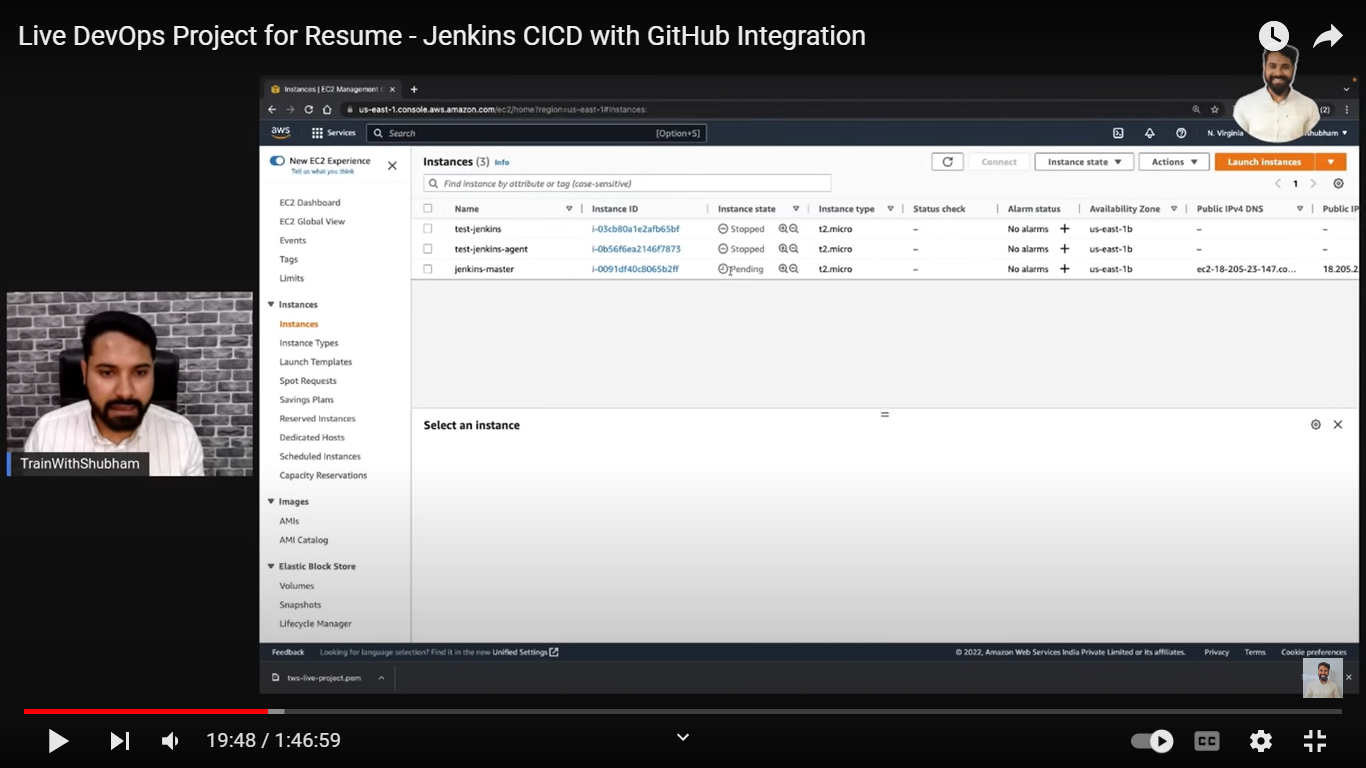 Live DevOps Project for Resume - Jenkins CICD with GitHub Integration
Instances | EC2 Management C
us-east-1.console.aws.amazon.com/ec2/home?region=us-east-1#Instances:
(2)
aws Services Search [Option+S] N. Virginia shubham
New EC2 Experience
Tell us what you think
EC2 Dashboard
EC2 Global View
Events
Tags
Limits
Instances
Instances
Instance Types
Launch Templates
Spot Requests
Savings Plans
Reserved Instances
Dedicated Hosts
Scheduled Instances
Capacity Reservations
Images
AMIs
AMI Catalog
Elastic Block Store
Volumes
Snapshots
Lifecycle Manager
Instances (3) Info Connect Instance state Actions Launch instances
Find instance by attribute or tag (case-sensitive) 1
Name Instance ID Instance state Instance type Status check Alarm status Availability Zone Public IPv4 DNS Public IP
test-jenkins i-03cb80a1e2afb65bf Stopped t2.micro – No alarms + us-east-1b – –
test-jenkins-agent i-0b56f6ea2146f7873 Stopped t2.micro – No alarms + us-east-1b – –
jenkins-master i-0091df40c8065b2ff Pending t2.micro – No alarms + us-east-1b ec2-18-205-23-147.co... 18.205.2
Select an instance
TrainWithShubham
Feedback Looking for language selection? Find it in the new Unified Settings © 2022, Amazon Web Services India Private Limited or its affiliates. Privacy Terms Cookie preferences
tws-live-project.pem
19:48 / 1:46:59
CC